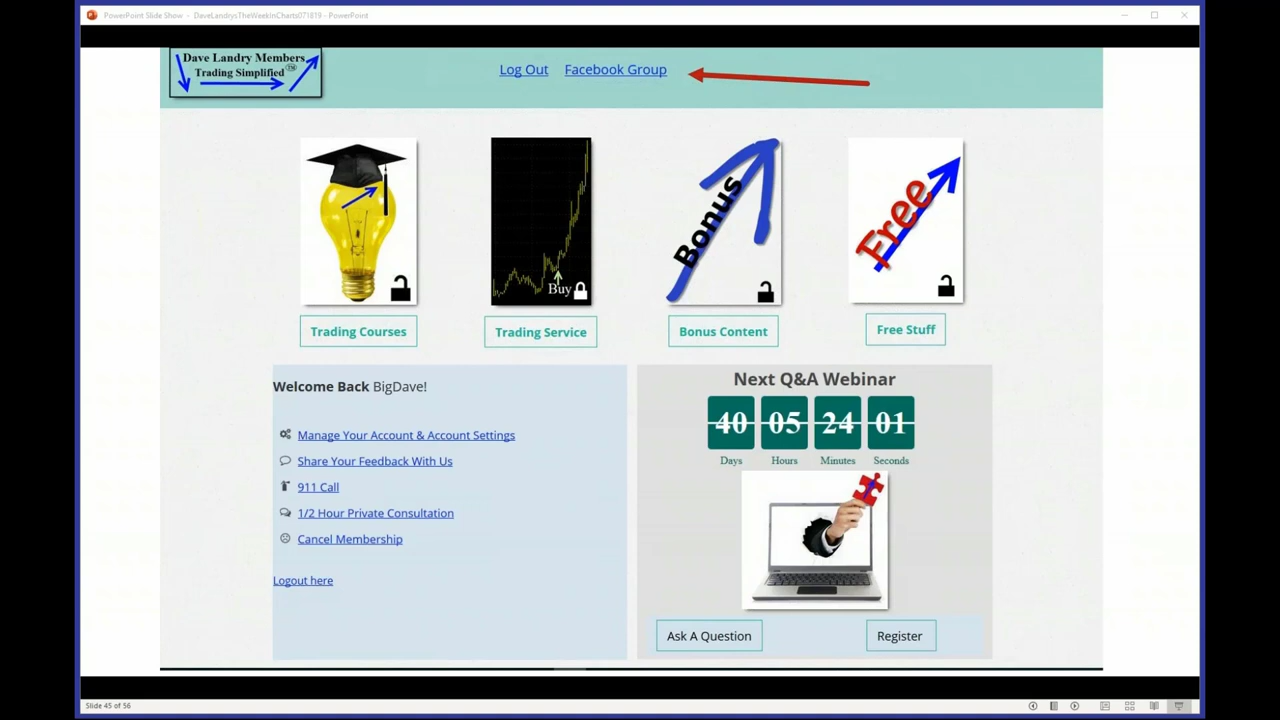 PowerPoint Slide Show - DaveLandrysTheWeekInCharts071819 - PowerPoint
Dave Landry Members
Trading Simplified TM
Log Out Facebook Group
Buy
Bonus
Free
Trading Courses
Trading Service
Bonus Content
Free Stuff
Welcome Back BigDave!
Manage Your Account & Account Settings
Share Your Feedback With Us
911 Call
1/2 Hour Private Consultation
Cancel Membership
Logout here
Next Q&A Webinar
40 05 24 01
Days Hours Minutes Seconds
Ask A Question
Register
Slide 45 of 56